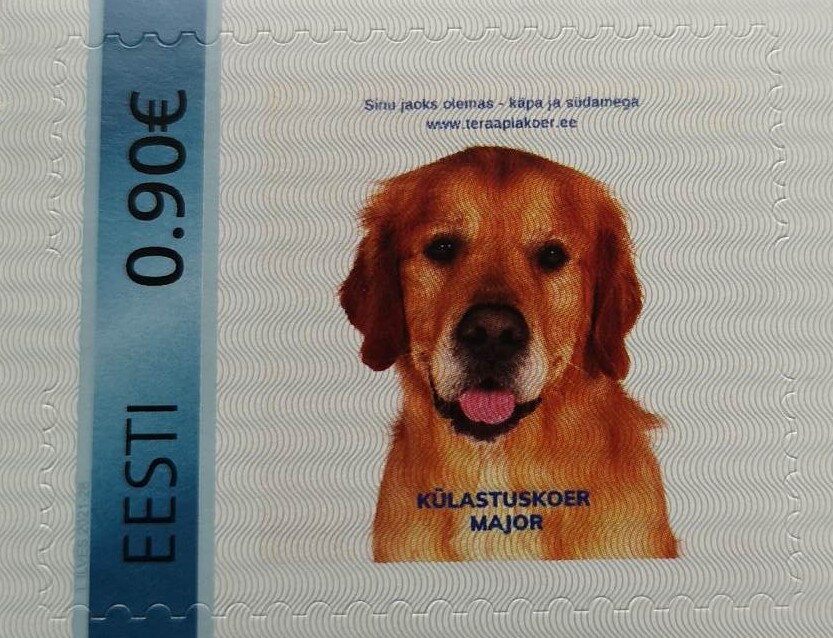 Sinu jaoks olemas - käpa ja südamega
www.teraapiakoer.ee
EESTI 0.90€
KÜLASTUSKOER
MAJOR